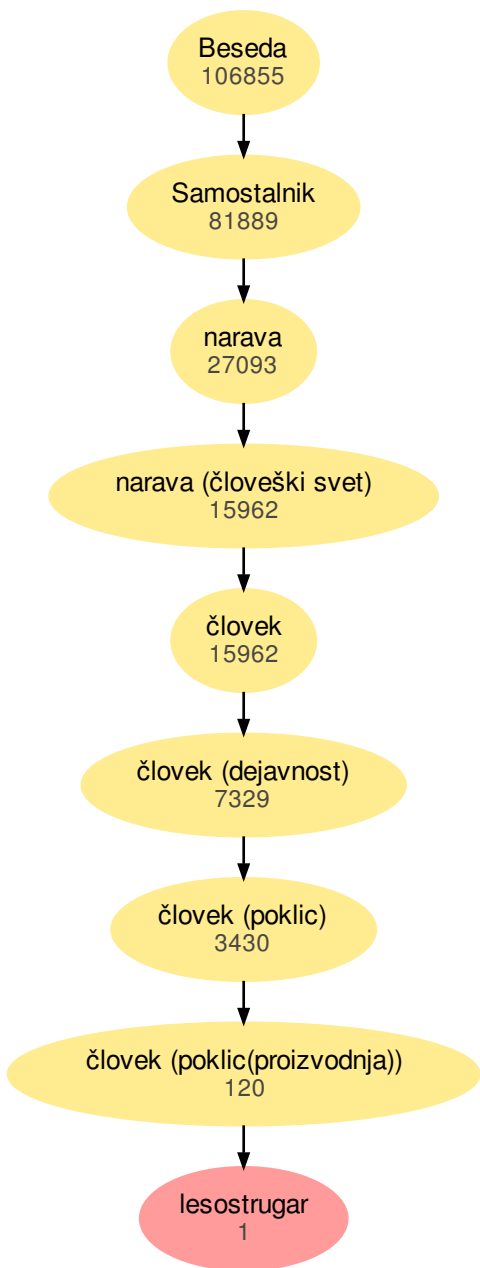 Beseda
106855
Samostalnik
81889
narava
27093
narava (človeški svet)
15962
človek
15962
človek (dejavnost)
7329
človek (poklic)
3430
človek (poklic(proizvodnja))
120
lesostrugar
1